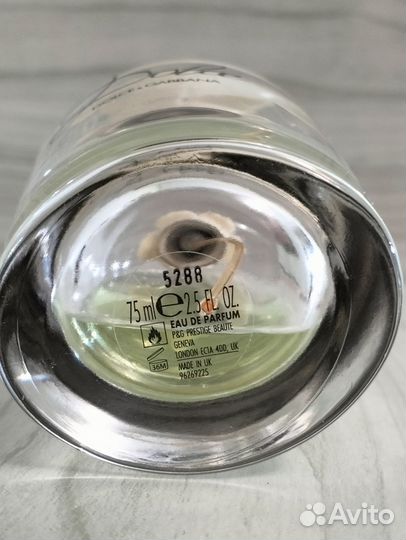 DOLCE & GABBANA
5288
75 ml e 2.5 FL. OZ.
EAU DE PARFUM
P&G PRESTIGE BEAUTE
GENEVA
LONDON EC1A 4DD, UK
36M
MADE IN UK
96269225
Avito